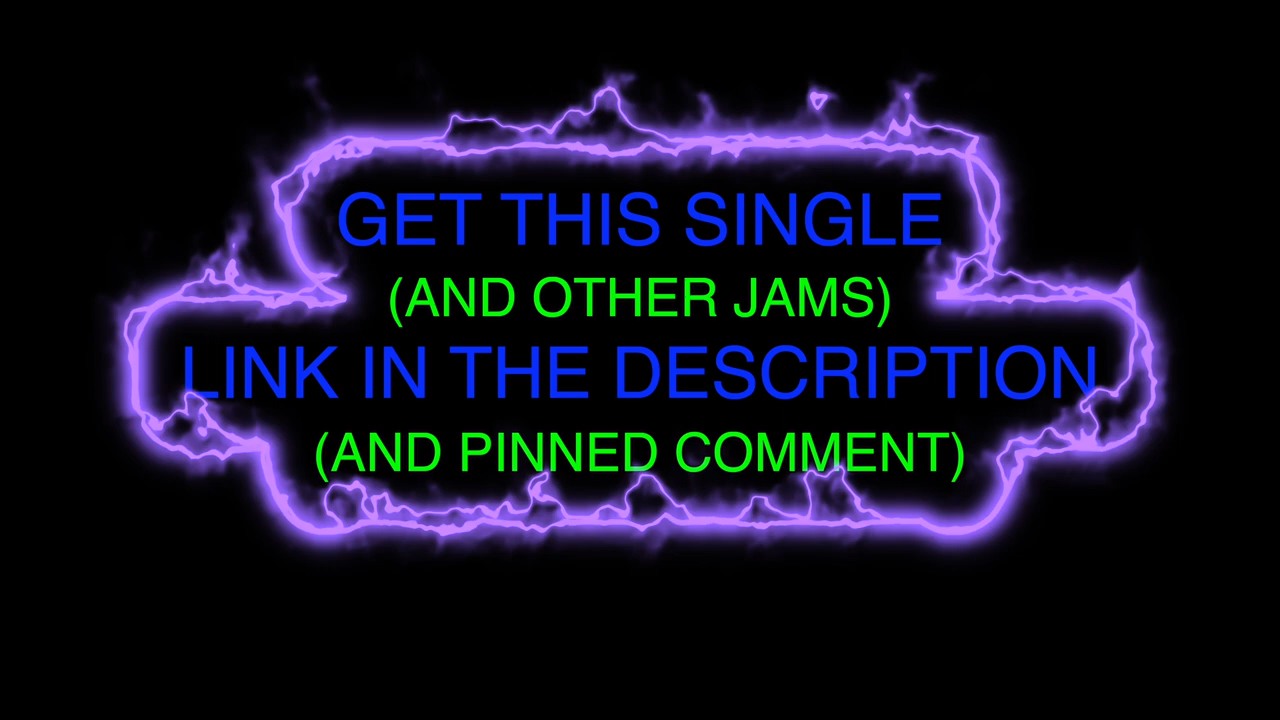 GET THIS SINGLE
(AND OTHER JAMS)
LINK IN THE DESCRIPTION
(AND PINNED COMMENT)